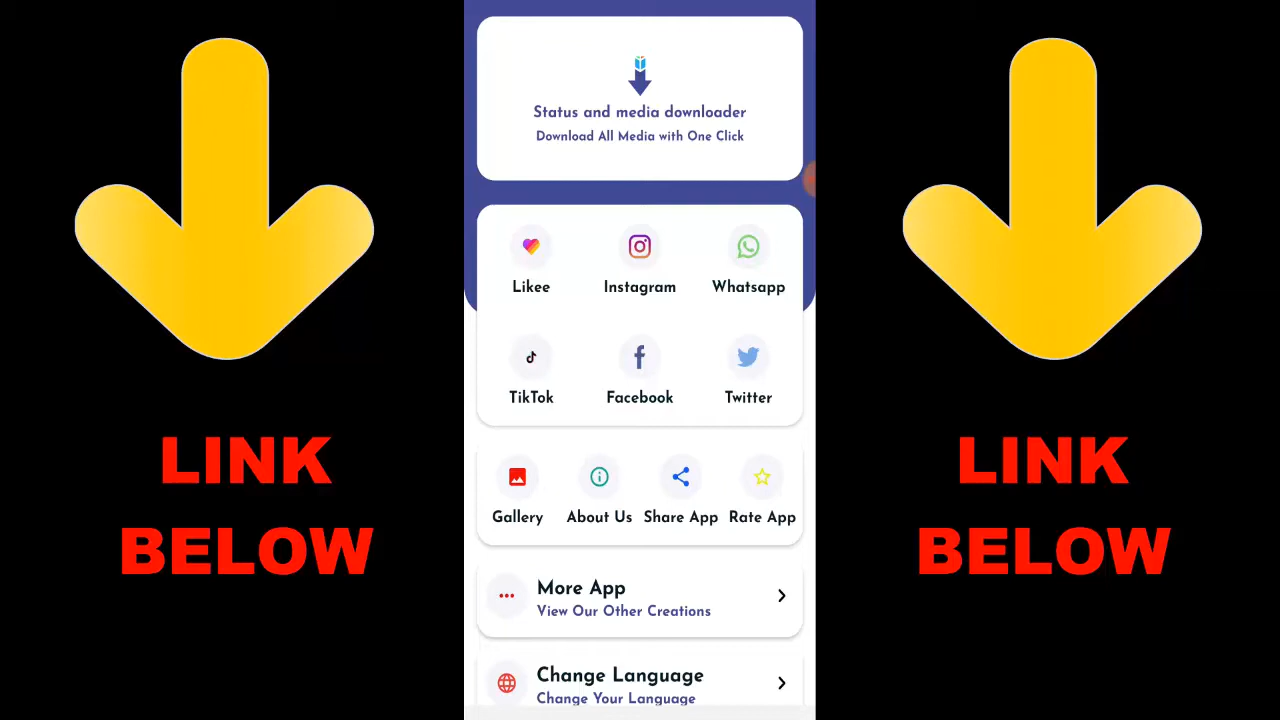 Status and media downloader
Download All Media with One Click
Likee Instagram Whatsapp
TikTok Facebook Twitter
LINK
BELOW
LINK
BELOW
Gallery About Us Share App Rate App
More App
View Our Other Creations
Change Language
Change Your Language